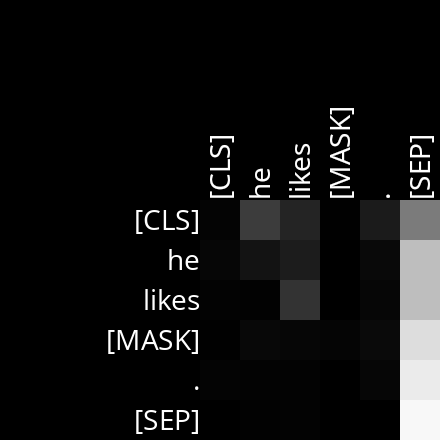 [CLS] he likes [MASK] . [SEP]
[CLS]
he
likes
[MASK]
.
[SEP]